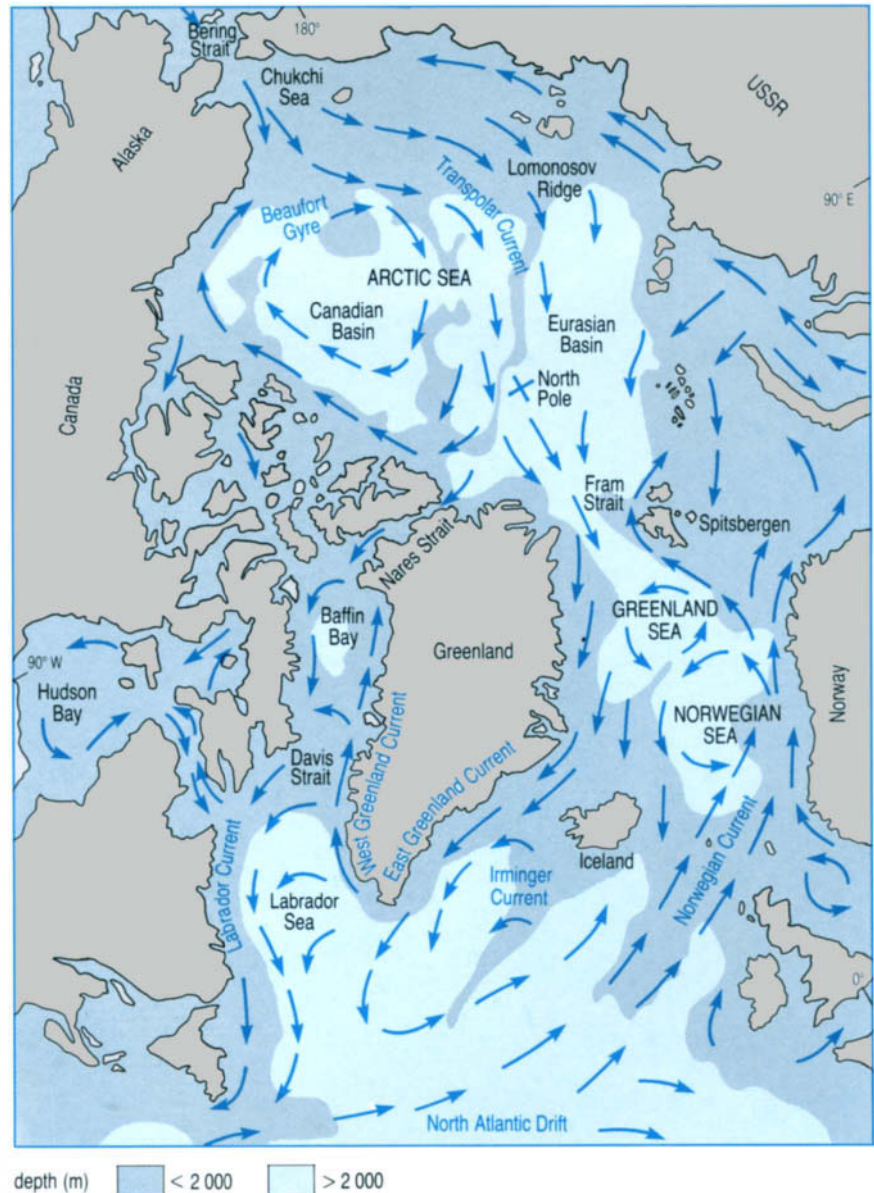 Bering
Strait
180°
Chukchi
Sea
USSR
Alaska
Lomonosov
Ridge
90° E
Transpolar Current
Beaufort
Gyre
ARCTIC SEA
Canadian
Basin
Eurasian
Basin
North
Pole
Canada
Fram
Strait
Spitsbergen
Nares Strait
Baffin
Bay
Greenland
GREENLAND
SEA
90° W
Hudson
Bay
NORWEGIAN
SEA
Norway
Davis
Strait
West Greenland Current
East Greenland Current
Iceland
Irminger
Current
Norwegian Current
Labrador Current
Labrador
Sea
0°
North Atlantic Drift
depth (m) < 2 000 > 2 000